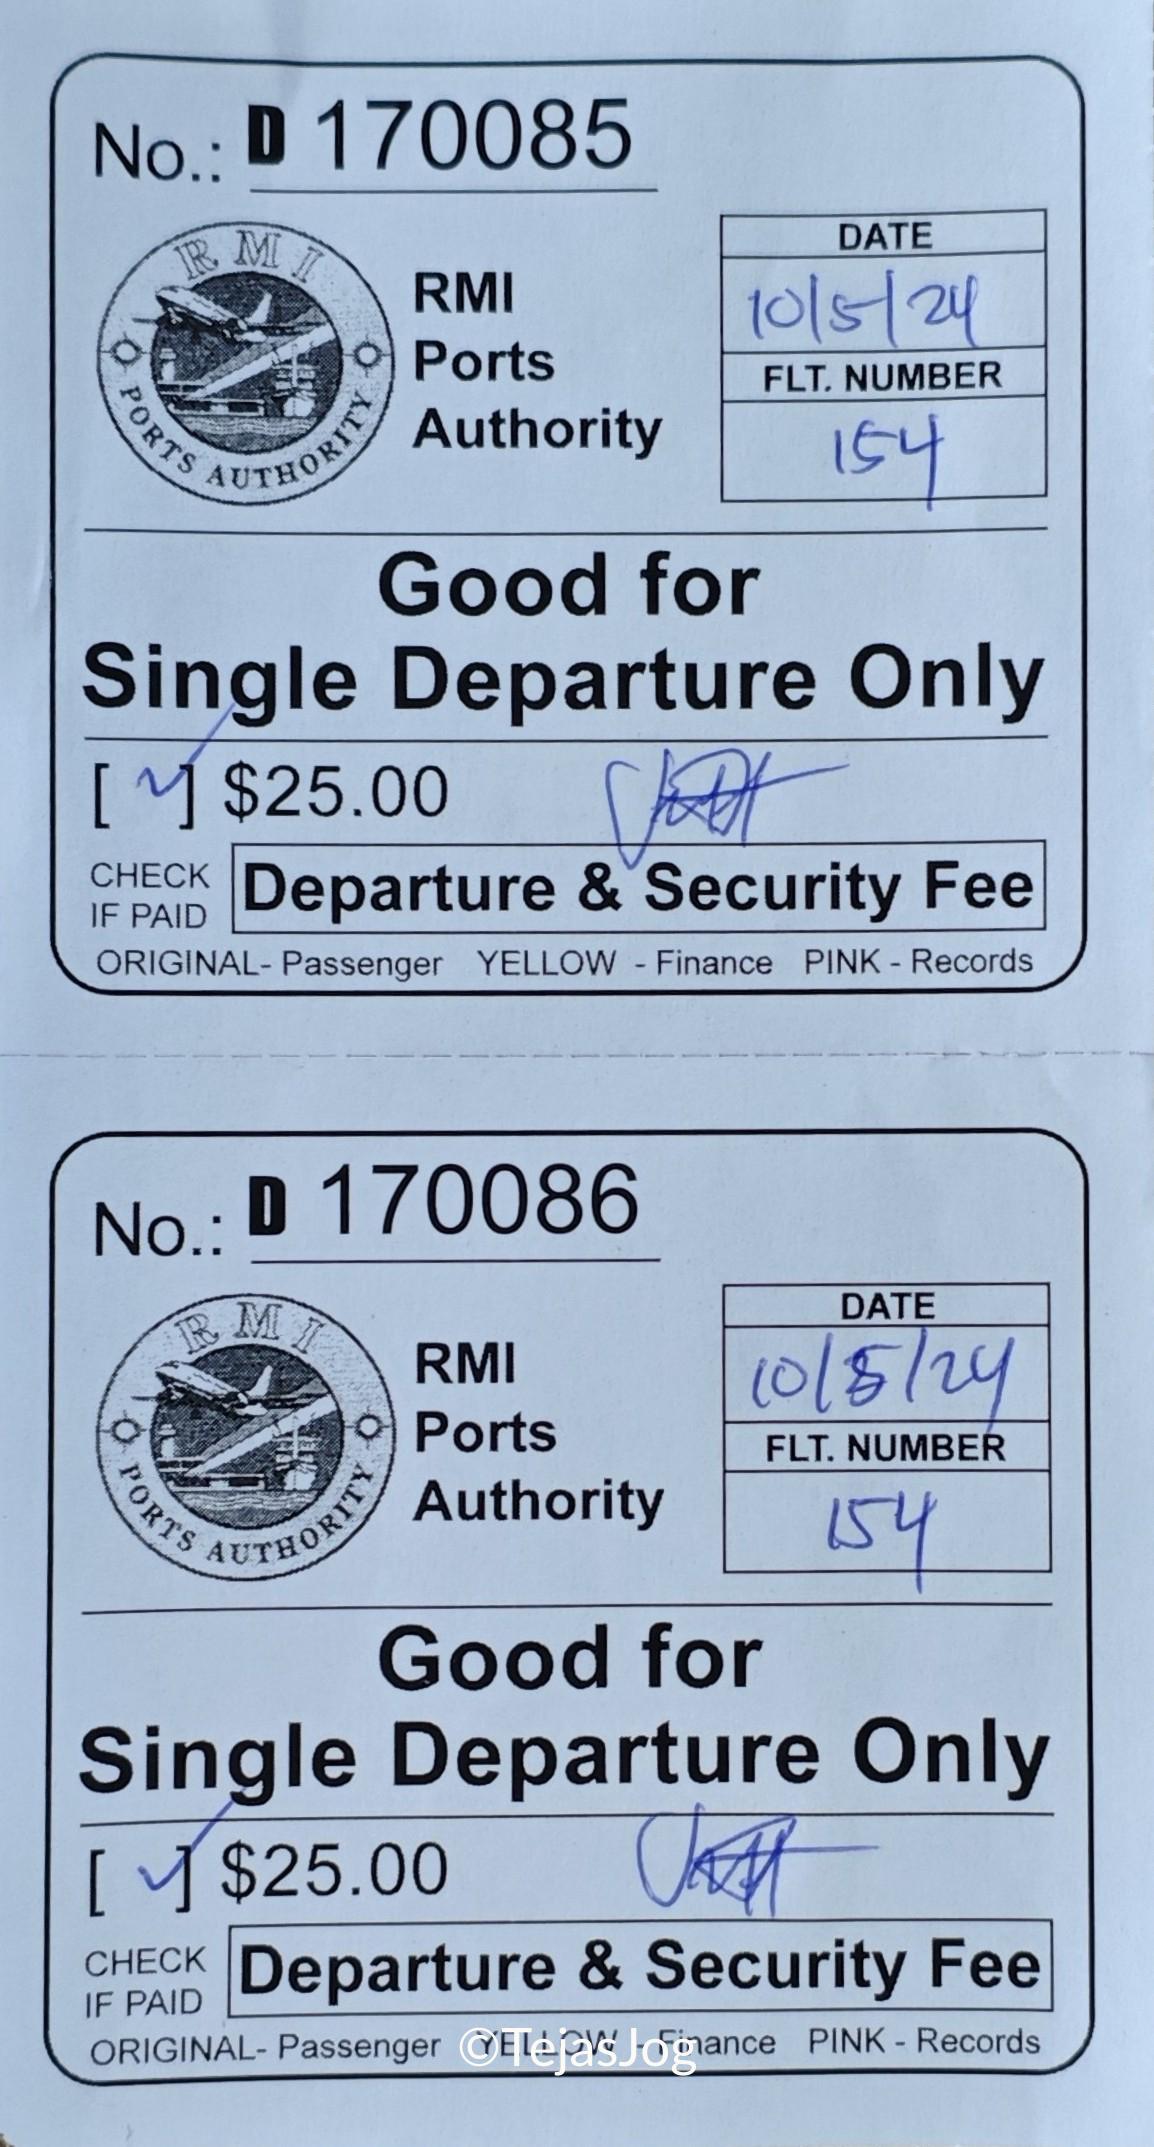 No.: D 170085
RMI
PORTS AUTHORITY
RMI
Ports
Authority
DATE
10/5/24
FLT. NUMBER
154
Good for
Single Departure Only
[ ✓] $25.00
CHECK
IF PAID
Departure & Security Fee
ORIGINAL- Passenger YELLOW - Finance PINK - Records
No.: D 170086
RMI
PORTS AUTHORITY
RMI
Ports
Authority
DATE
10/5/24
FLT. NUMBER
154
Good for
Single Departure Only
[ ✓] $25.00
CHECK
IF PAID
Departure & Security Fee
ORIGINAL- Passenger YELLOW - Finance PINK - Records
©TejasJog